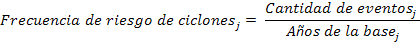 Frecuencia de riesgo de ciclones_j = Cantidad de eventos_j / Años de la base_j